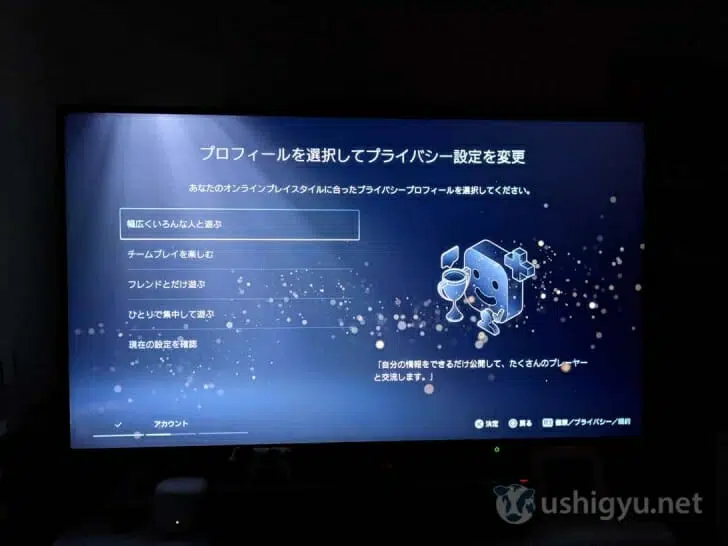 プロフィールを選択してプライバシー設定を変更
あなたのオンラインプレイスタイルに合ったプライバシープロフィールを選択してください。
幅広くいろんな人と遊ぶ
チームプレイを楽しむ
フレンドとだけ遊ぶ
ひとりで集中して遊ぶ
現在の設定を確認
「自分の情報をできるだけ公開して、たくさんのプレーヤー
と交流します。」
アカウント
決定 戻る 健康/プライバシー/規約
ushigyu.net